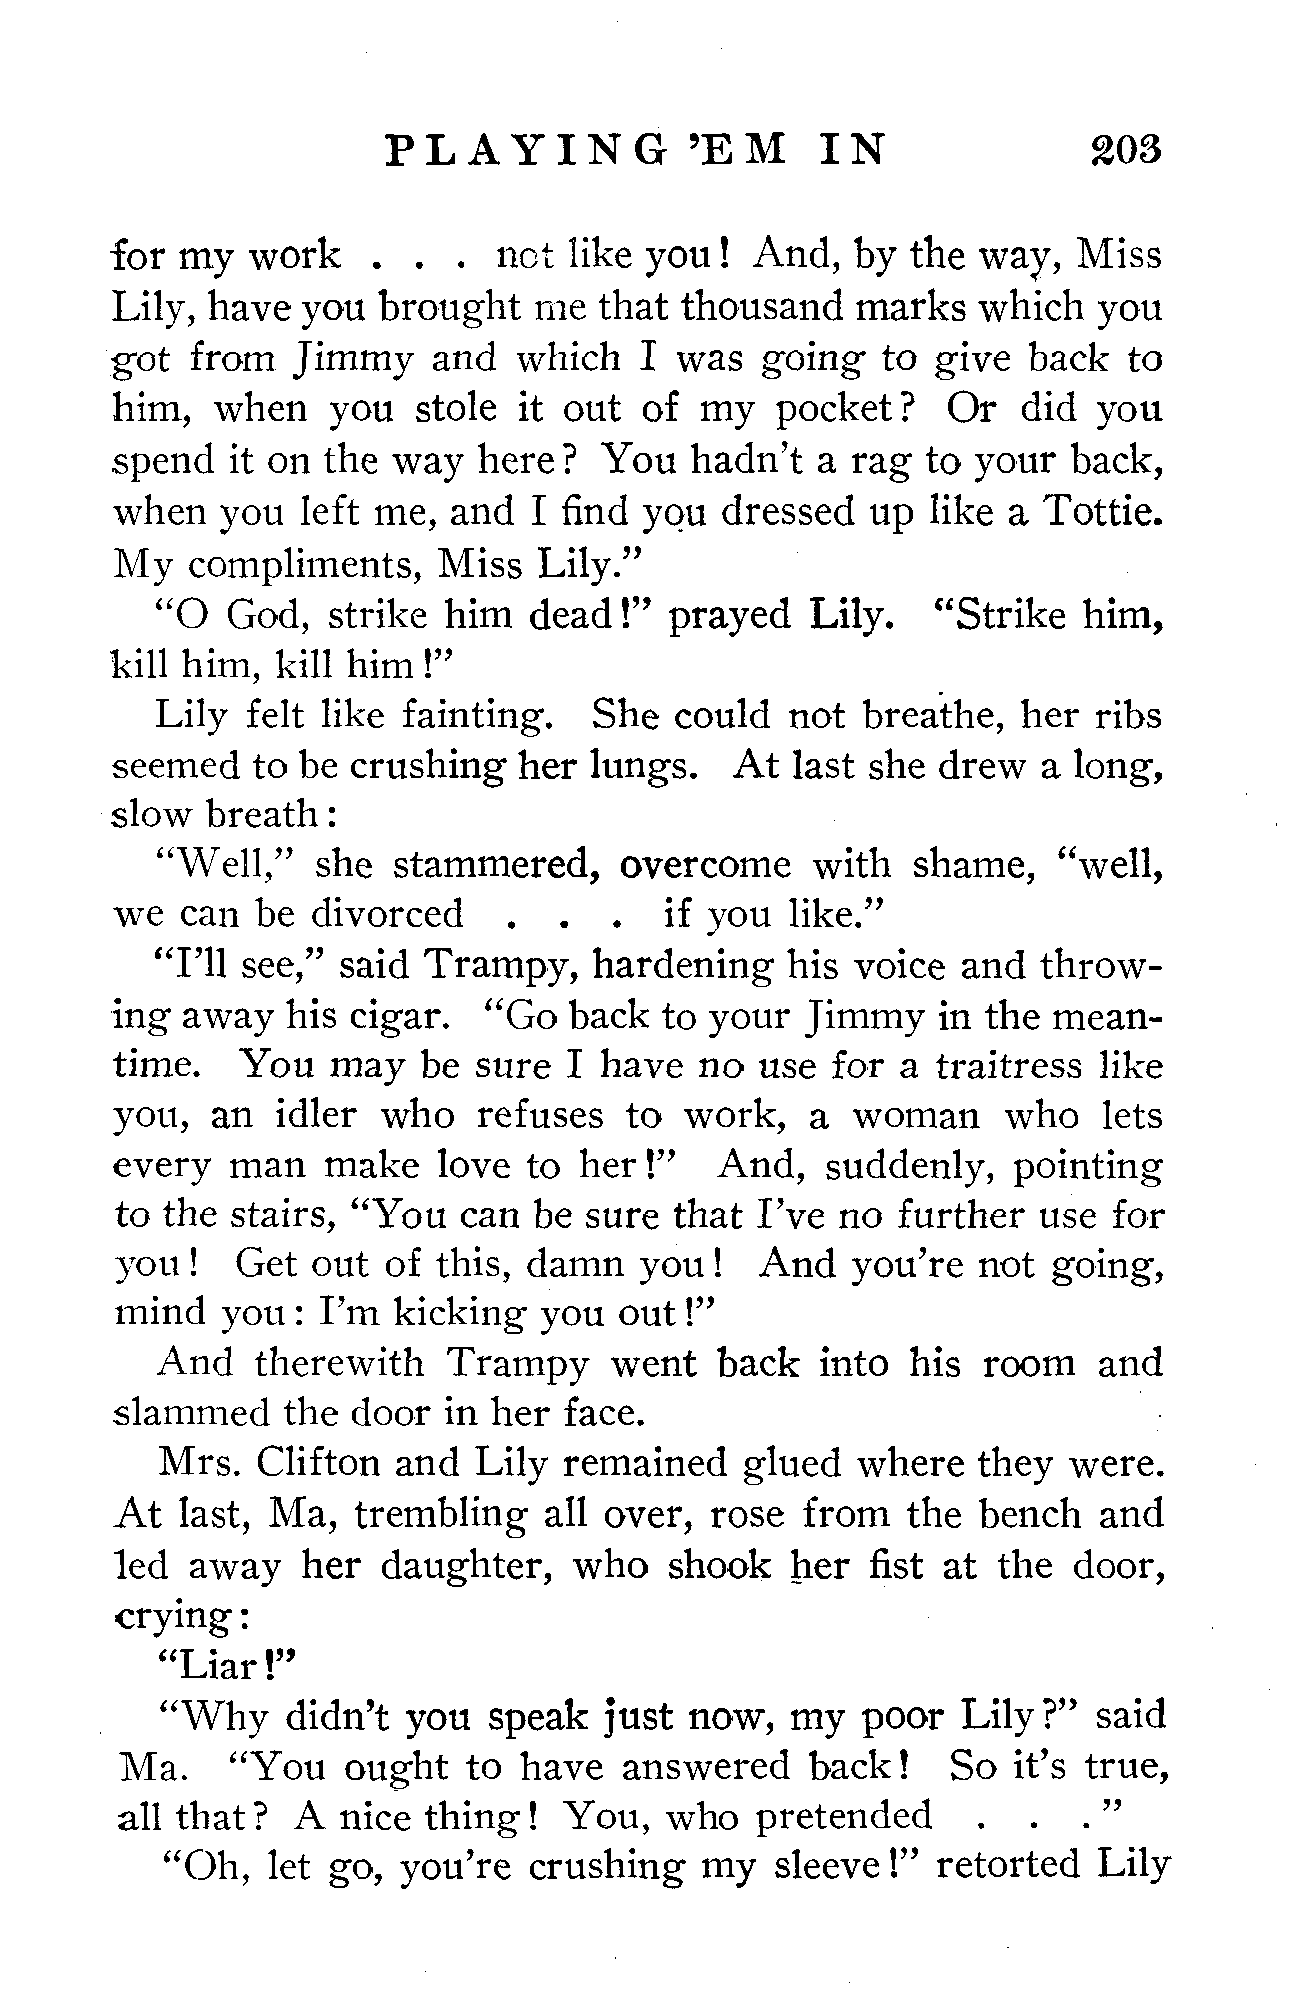 PLAYING 'EM IN 203
for my work . . . not like you! And, by the way, Miss
Lily, have you brought me that thousand marks which you
got from Jimmy and which I was going to give back to
him, when you stole it out of my pocket? Or did you
spend it on the way here? You hadn't a rag to your back,
when you left me, and I find you dressed up like a Tottie.
My compliments, Miss Lily."
"O God, strike him dead!" prayed Lily. "Strike him,
kill him, kill him!"
Lily felt like fainting. She could not breathe, her ribs
seemed to be crushing her lungs. At last she drew a long,
slow breath:
"Well," she stammered, overcome with shame, "well,
we can be divorced . . . if you like."
"I'll see," said Trampy, hardening his voice and throw-
ing away his cigar. "Go back to your Jimmy in the mean-
time. You may be sure I have no use for a traitress like
you, an idler who refuses to work, a woman who lets
every man make love to her!" And, suddenly, pointing
to the stairs, "You can be sure that I've no further use for
you! Get out of this, damn you! And you're not going,
mind you: I'm kicking you out!"
And therewith Trampy went back into his room and
slammed the door in her face.
Mrs. Clifton and Lily remained glued where they were.
At last, Ma, trembling all over, rose from the bench and
led away her daughter, who shook her fist at the door,
crying:
"Liar!"
"Why didn't you speak just now, my poor Lily?" said
Ma. "You ought to have answered back! So it's true,
all that? A nice thing! You, who pretended . . ."
"Oh, let go, you're crushing my sleeve!" retorted Lily